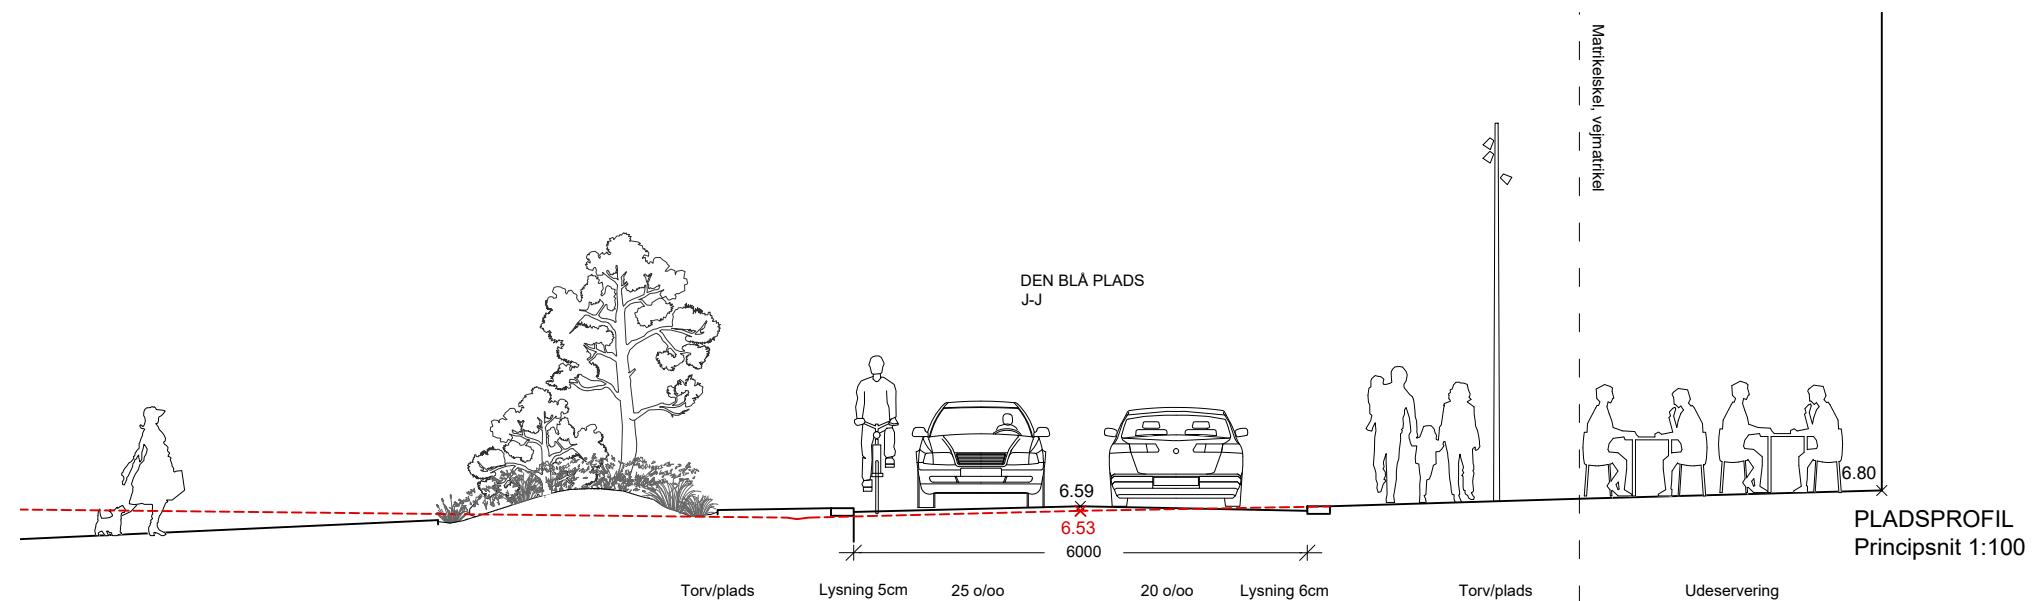 Matrikelskel, vejmatrikel
DEN BLÅ PLADS
J-J
6.80
6.59
6.53
6000
PLADSPROFIL
Principsnit 1:100
Torv/plads
Lysning 5cm
25 o/oo
20 o/oo
Lysning 6cm
Torv/plads
Udeservering